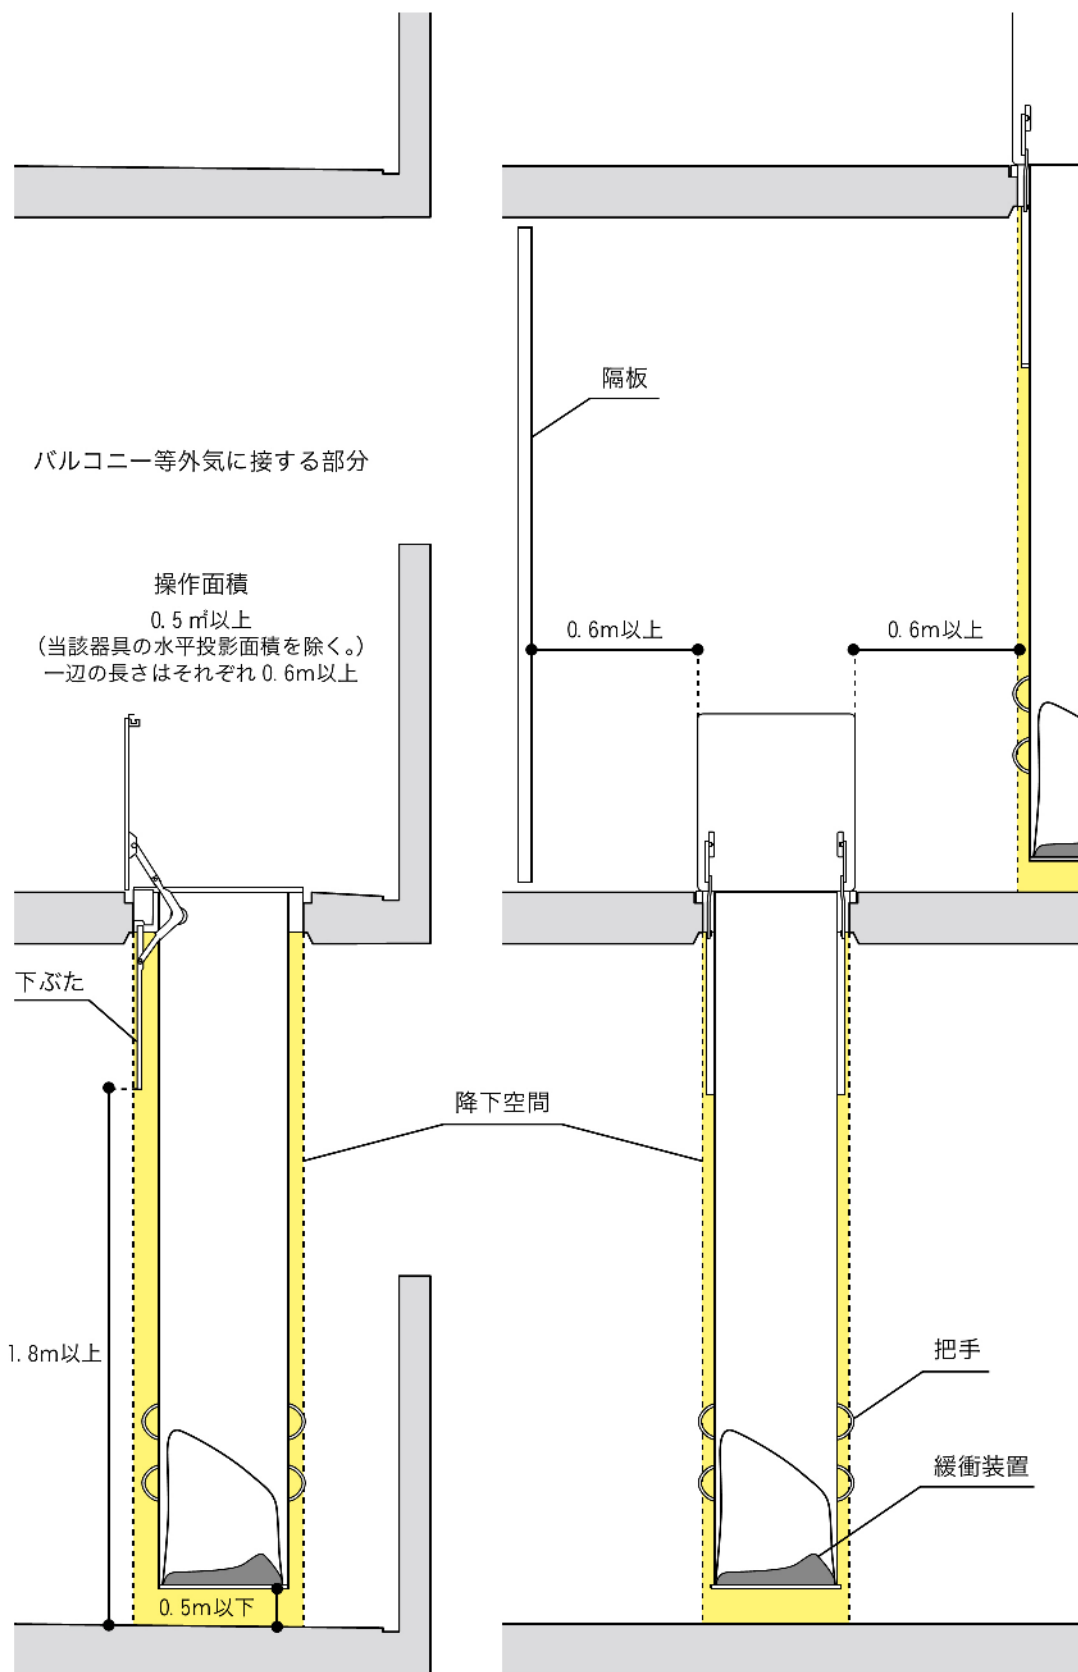 隔板
バルコニー等外気に接する部分
操作面積
0.5㎡以上
（当該器具の水平投影面積を除く。）
一辺の長さはそれぞれ0.6m以上
0.6m以上
0.6m以上
下ぶた
降下空間
1.8m以上
把手
緩衝装置
0.5m以下